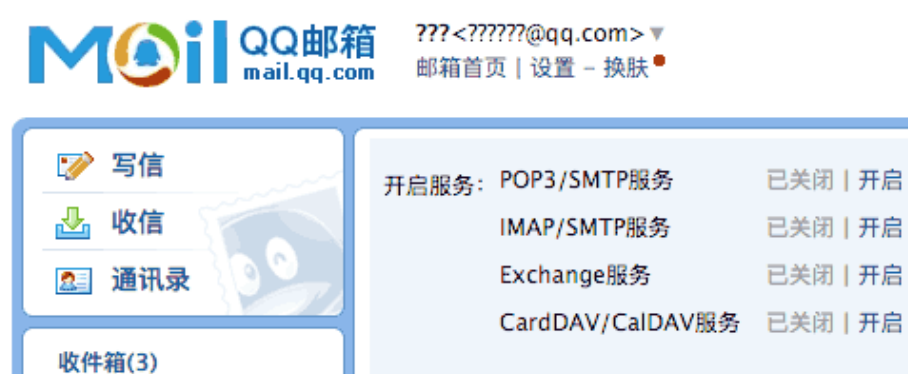 Mail QQ邮箱
mail.qq.com
???<??????@qq.com>
邮箱首页 | 设置 – 换肤
写信
收信
通讯录
收件箱(3)
开启服务: POP3/SMTP服务 已关闭 | 开启
IMAP/SMTP服务 已关闭 | 开启
Exchange服务 已关闭 | 开启
CardDAV/CalDAV服务 已关闭 | 开启